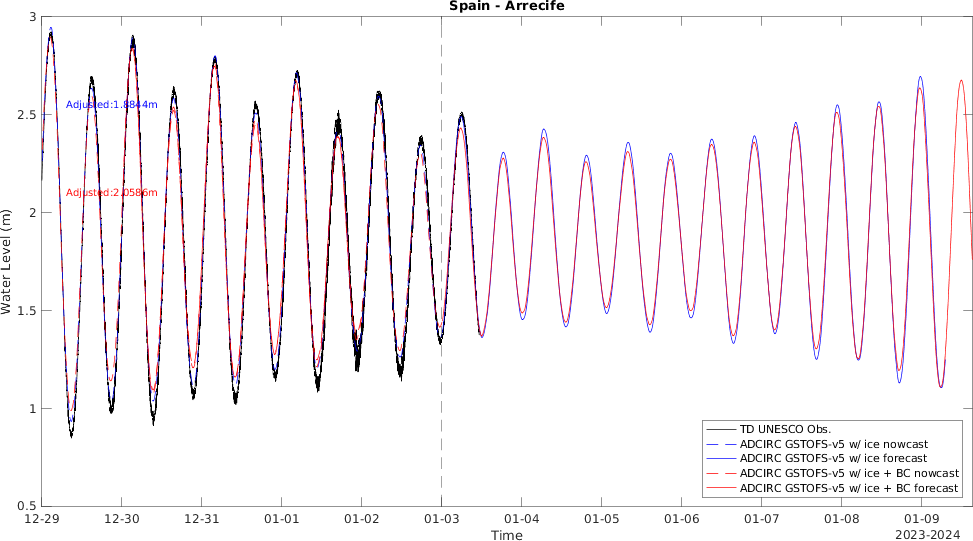 Spain - Arrecife
3
2.5
2
1.5
1
0.5
Water Level (m)
Adjusted:1.8844m
Adjusted:2.0586m
TD UNESCO Obs.
ADCIRC GSTOFS-v5 w/ ice nowcast
ADCIRC GSTOFS-v5 w/ ice forecast
ADCIRC GSTOFS-v5 w/ ice + BC nowcast
ADCIRC GSTOFS-v5 w/ ice + BC forecast
12-29 12-30 12-31 01-01 01-02 01-03 01-04 01-05 01-06 01-07 01-08 01-09
Time
2023-2024